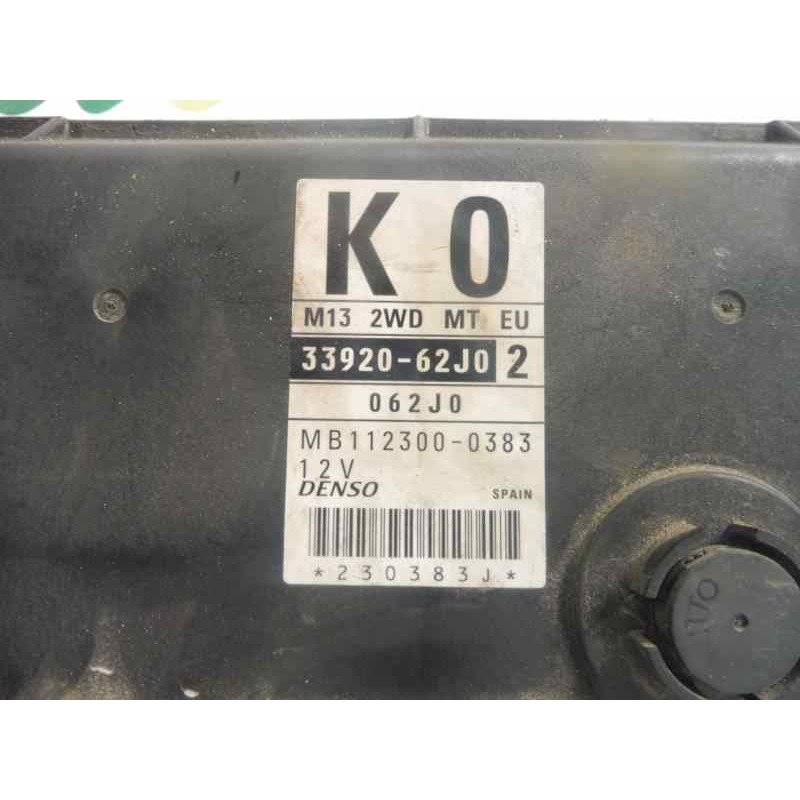 K 0
M13 2WD MT EU
33920-62J0 2
062J0
MB112300-0383
12V
DENSO SPAIN
*230383J*